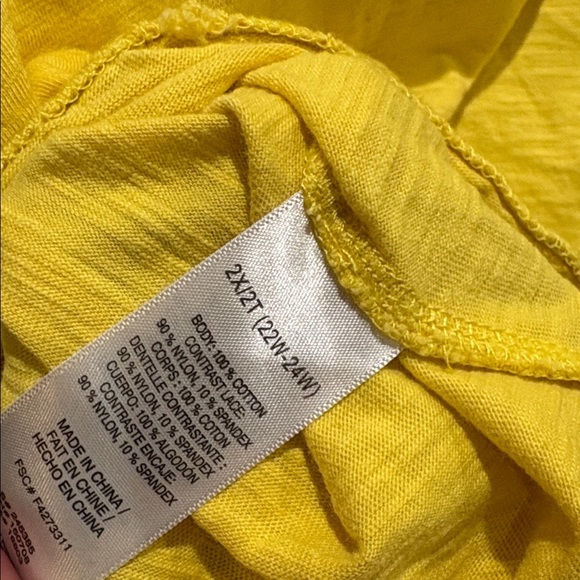 2X/2T (22W-24W)
BODY: 100 % COTTON
CONTRAST LACE:
90 % NYLON, 10 % SPANDEX
CORPS : 100 % COTON
DENTELLE CONTRASTANTE :
90 % NYLON, 10 % SPANDEX
CUERPO: 100 % ALGODÓN
CONTRASTE ENCAJE:
90 % NYLON, 10 % SPANDEX
MADE IN CHINA /
FAIT EN CHINE /
HECHO EN CHINA
FSC# F4273311